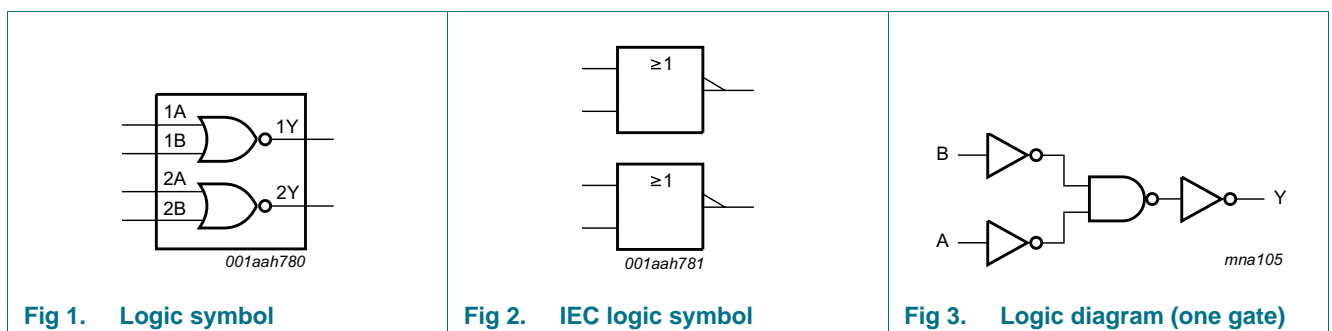 1A
1B
1Y
2A
2B
2Y
001aah780
Fig 1. Logic symbol
≥1
≥1
001aah781
Fig 2. IEC logic symbol
B
A
Y
mna105
Fig 3. Logic diagram (one gate)